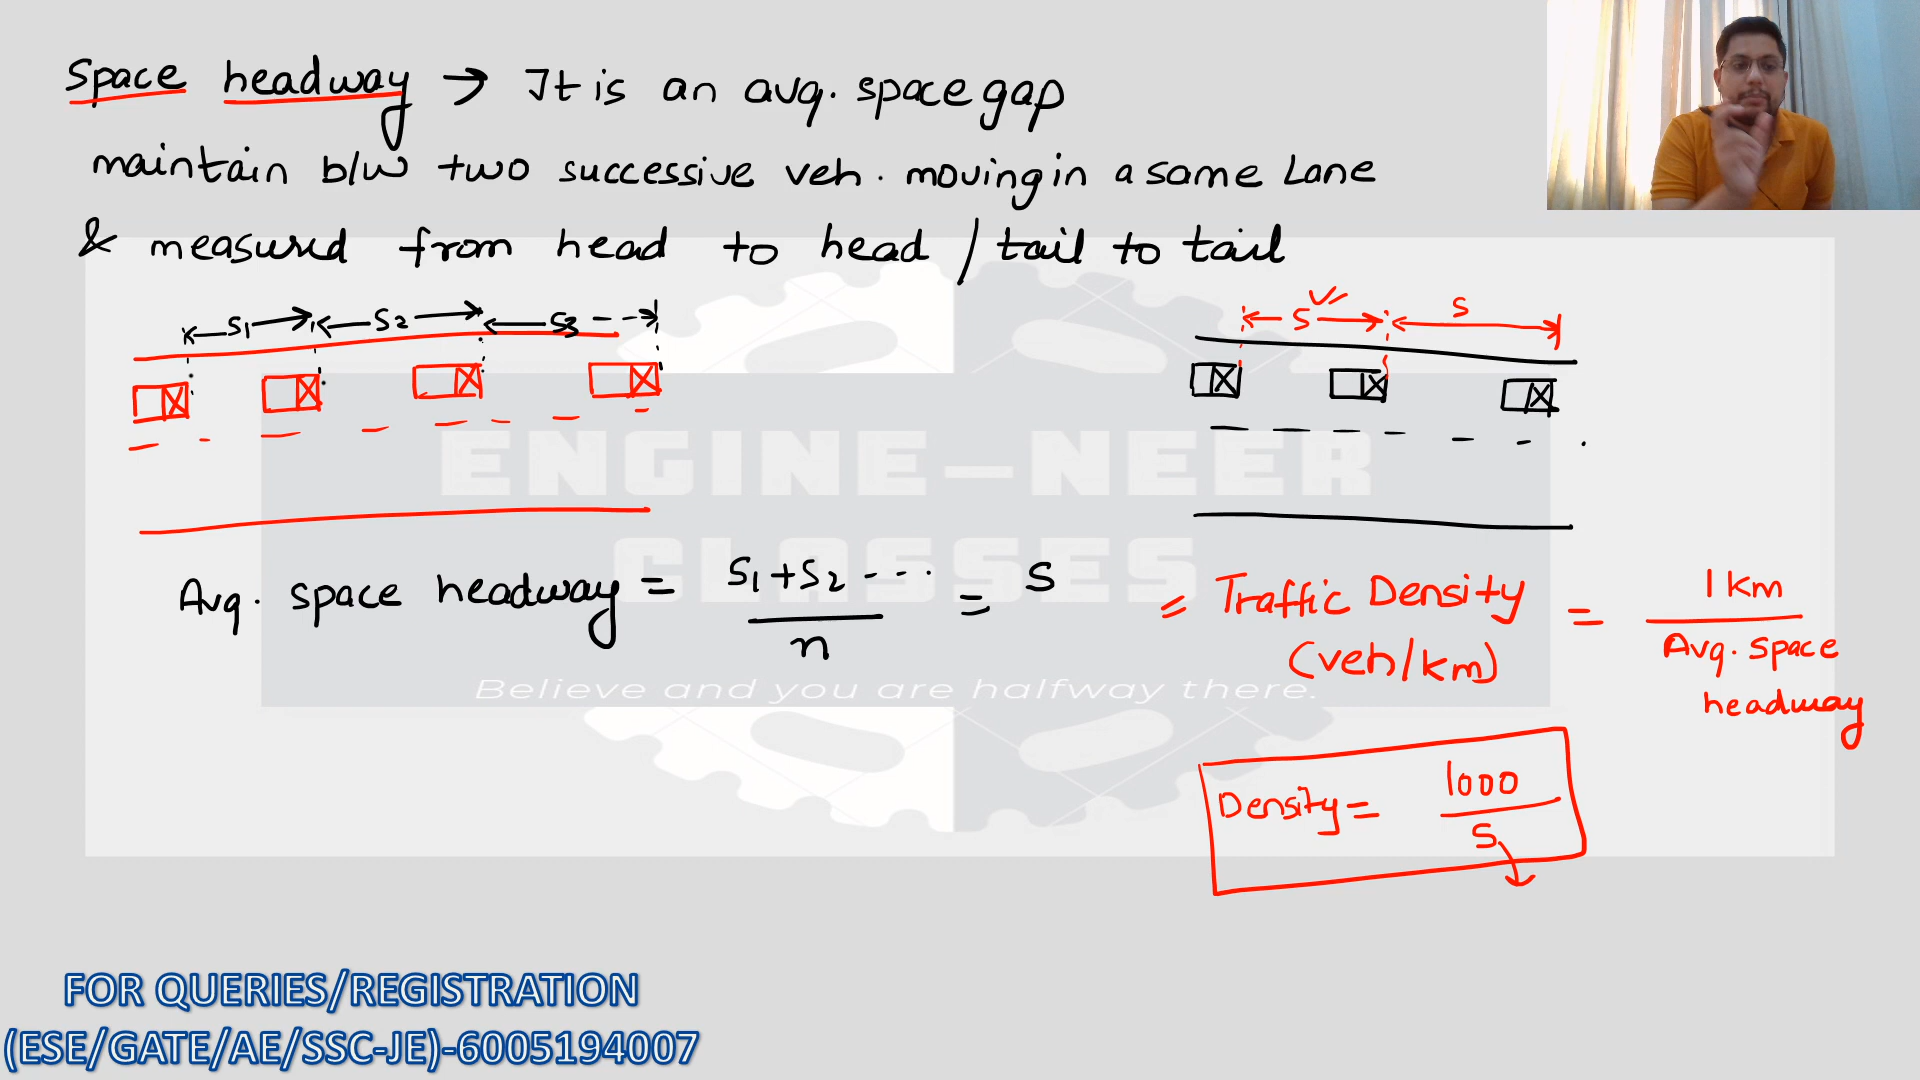 Space headway → It is an avg. space gap
maintain b/w two successive veh. moving in a same Lane
& measured from head to head / tail to tail
S1 S2 S3
S S
ENGINE-NEER
CLASSES
Avg. space headway = S1+S2--- / n = S
= Traffic Density (veh/km) = 1km / Avg. space headway
Believe and you are halfway there.
Density = 1000 / S
FOR QUERIES/REGISTRATION
(ESE/GATE/AE/SSC-JE)-6005194007